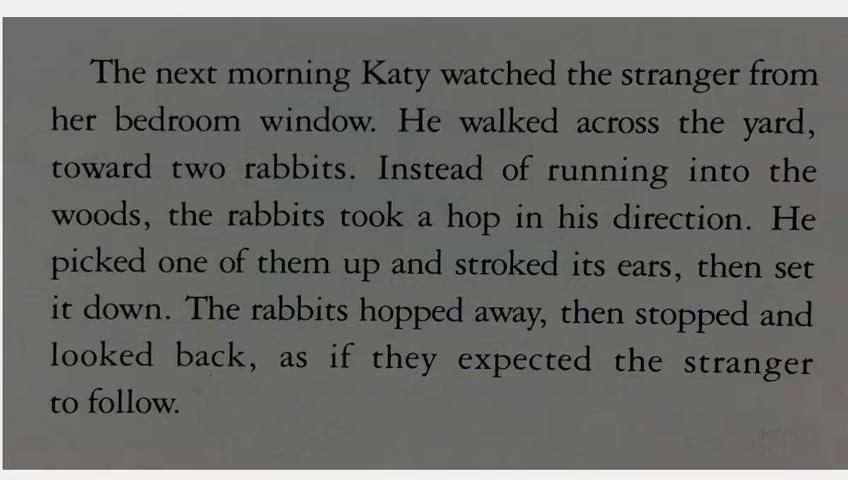 The next morning Katy watched the stranger from
her bedroom window. He walked across the yard,
toward two rabbits. Instead of running into the
woods, the rabbits took a hop in his direction. He
picked one of them up and stroked its ears, then set
it down. The rabbits hopped away, then stopped and
looked back, as if they expected the stranger
to follow.